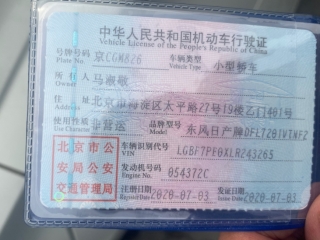 中华人民共和国机动车行驶证
Vehicle License of the People's Republic of China
号牌号码 京CGM826 车辆类型 小型轿车
Plate No. Vehicle Type
所有人 马淑敬
Owner
住址 北京市海淀区太平路27号19楼乙门401号
Address
使用性质 非营运 品牌型号 东风日产牌DFL7201VTNF2
Use Character Model
北京市公
安局公安
交通管理局
车辆识别代号 LGBF7PE0XLR243265
VIN
发动机号码 054372C
Engine No.
注册日期 2020-07-03 发证日期 2020-07-03
Register Date Issue Date